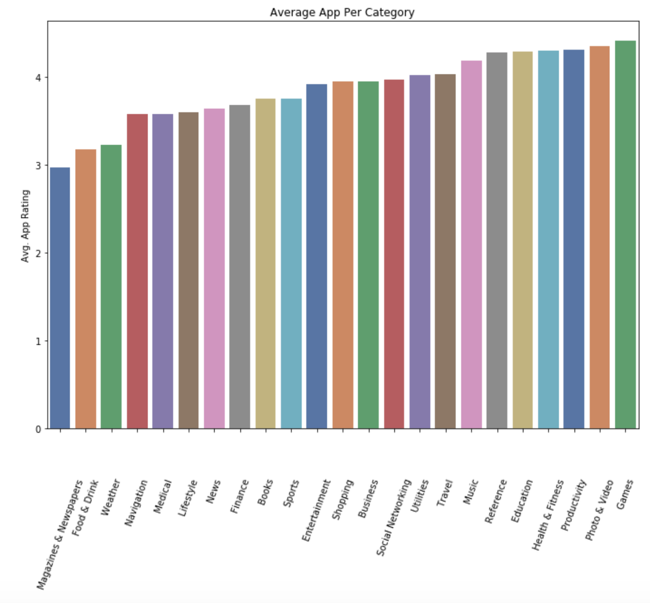 Average App Per Category
Avg. App Rating
4
3
2
1
0
Magazines & Newspapers
Food & Drink
Weather
Navigation
Medical
Lifestyle
News
Finance
Books
Sports
Entertainment
Shopping
Business
Social Networking
Utilities
Travel
Music
Reference
Education
Health & Fitness
Productivity
Photo & Video
Games